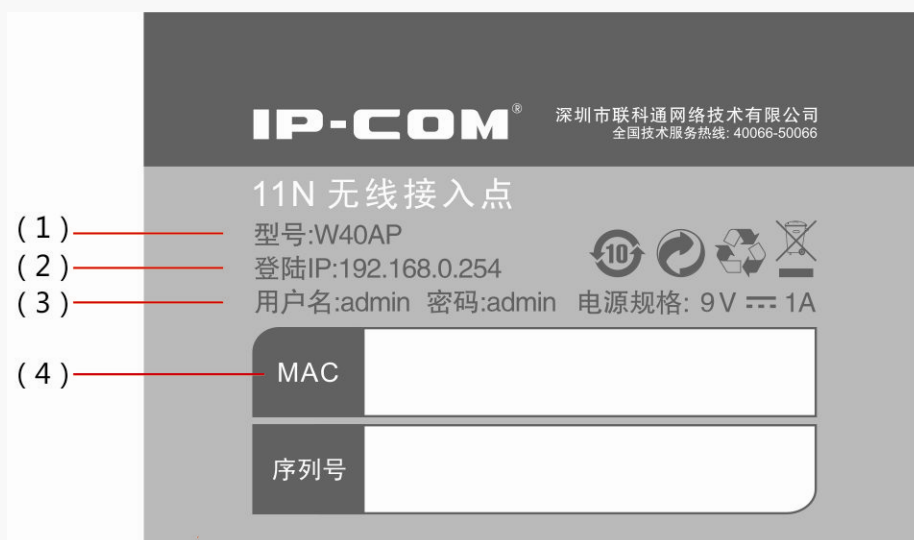 IP-COM®
深圳市联科通网络技术有限公司
全国技术服务热线: 40066-50066
11N 无线接入点
(1)
型号:W40AP
(2)
登陆IP:192.168.0.254
10
(3)
用户名:admin 密码:admin 电源规格: 9V ⎓ 1A
(4)
MAC
序列号